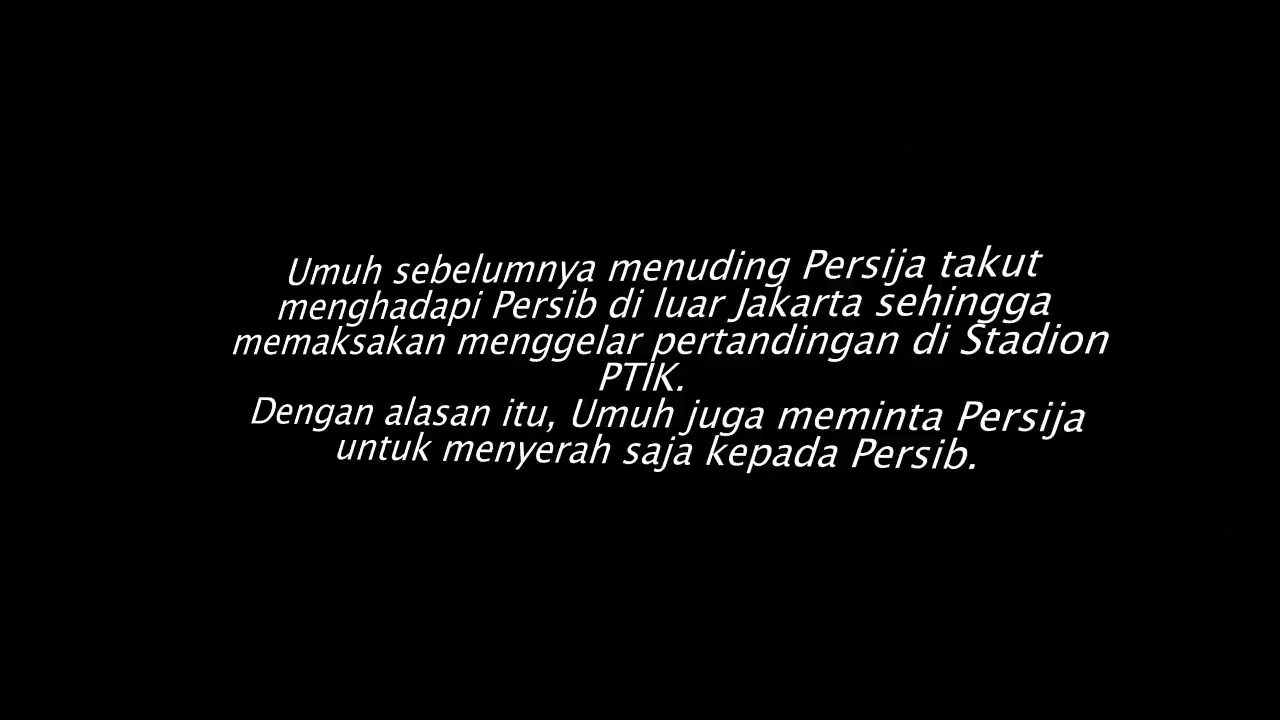 Umuh sebelumnya menuding Persija takut
menghadapi Persib di luar Jakarta sehingga
memaksakan menggelar pertandingan di Stadion
PTIK.
Dengan alasan itu, Umuh juga meminta Persija
untuk menyerah saja kepada Persib.